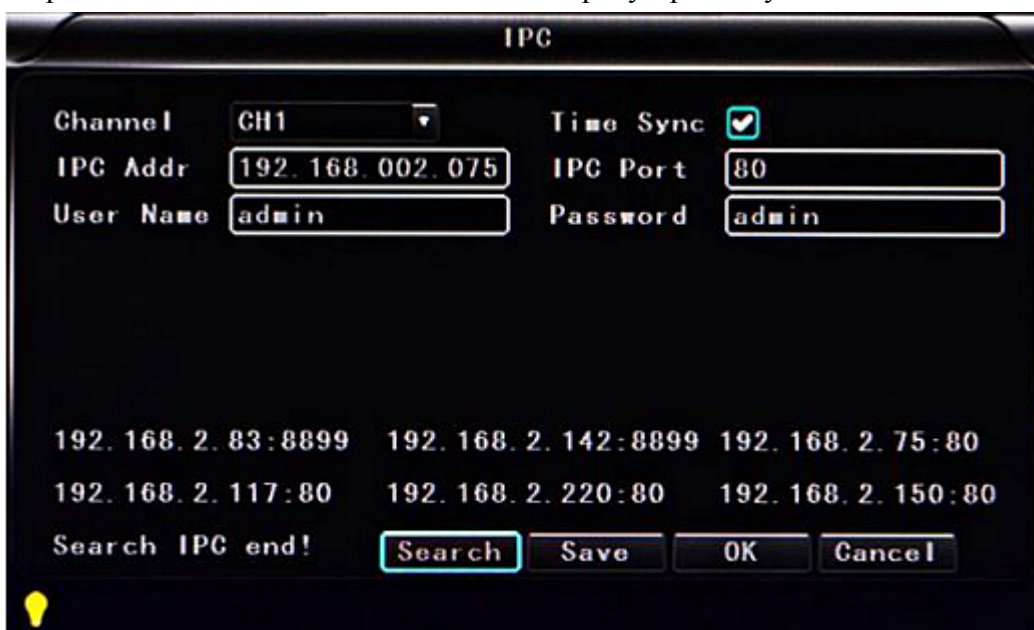 IPC
Channel CH1 Time Sync
IPC Addr 192.168.002.075 IPC Port 80
User Name admin Password admin
192.168.2.83:8899 192.168.2.142:8899 192.168.2.75:80
192.168.2.117:80 192.168.2.220:80 192.168.2.150:80
Search IPC end! Search Save OK Cancel